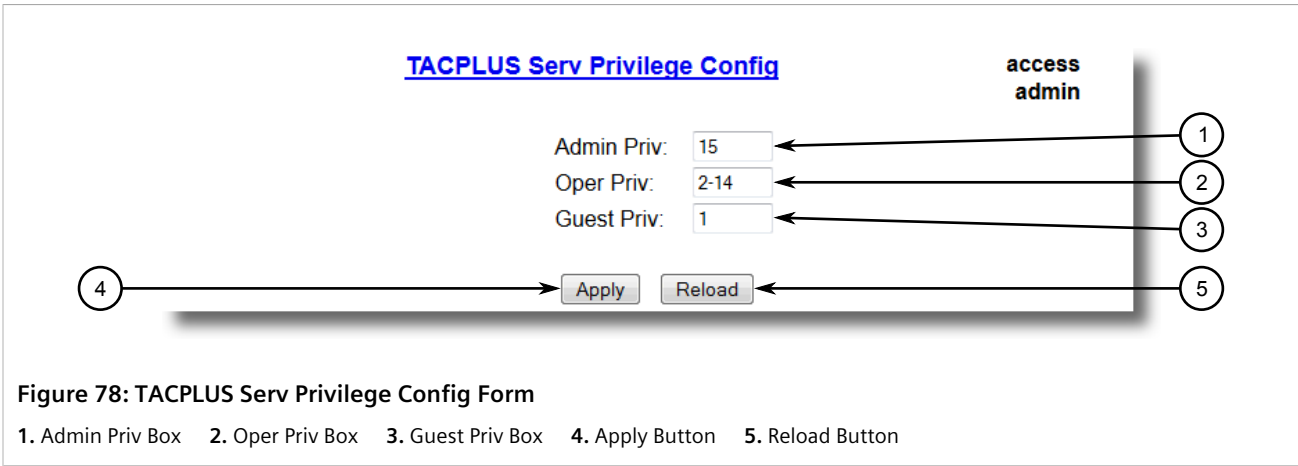 TACPLUS Serv Privilege Config
access
admin
Admin Priv: 15
1
Oper Priv: 2-14
2
Guest Priv: 1
3
4
Apply Reload
5
Figure 78: TACPLUS Serv Privilege Config Form
1. Admin Priv Box 2. Oper Priv Box 3. Guest Priv Box 4. Apply Button 5. Reload Button